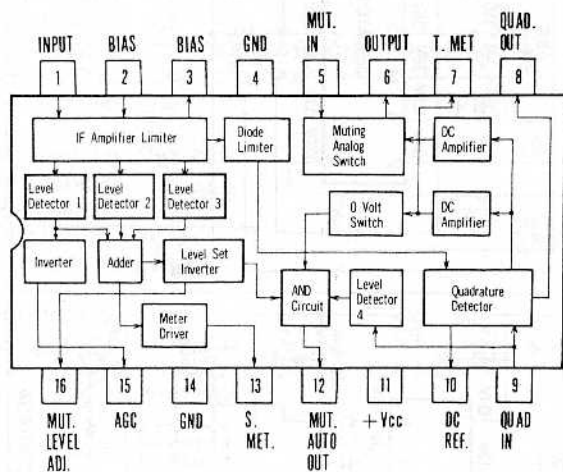 INPUT BIAS BIAS GND MUT. IN OUTPUT T. MET QUAD. OUT
1 2 3 4 5 6 7 8
IF Amplifier Limiter
Diode Limiter
Muting Analog Switch
DC Amplifier
Level Detector 1
Level Detector 2
Level Detector 3
0 Volt Switch
DC Amplifier
Inverter
Adder
Level Set Inverter
AND Circuit
Level Detector 4
Quadrature Detector
Meter Driver
16 15 14 13 12 11 10 9
MUT. LEVEL ADJ. AGC GND S. MET. MUT. AUTO OUT +Vcc DC REF. QUAD IN